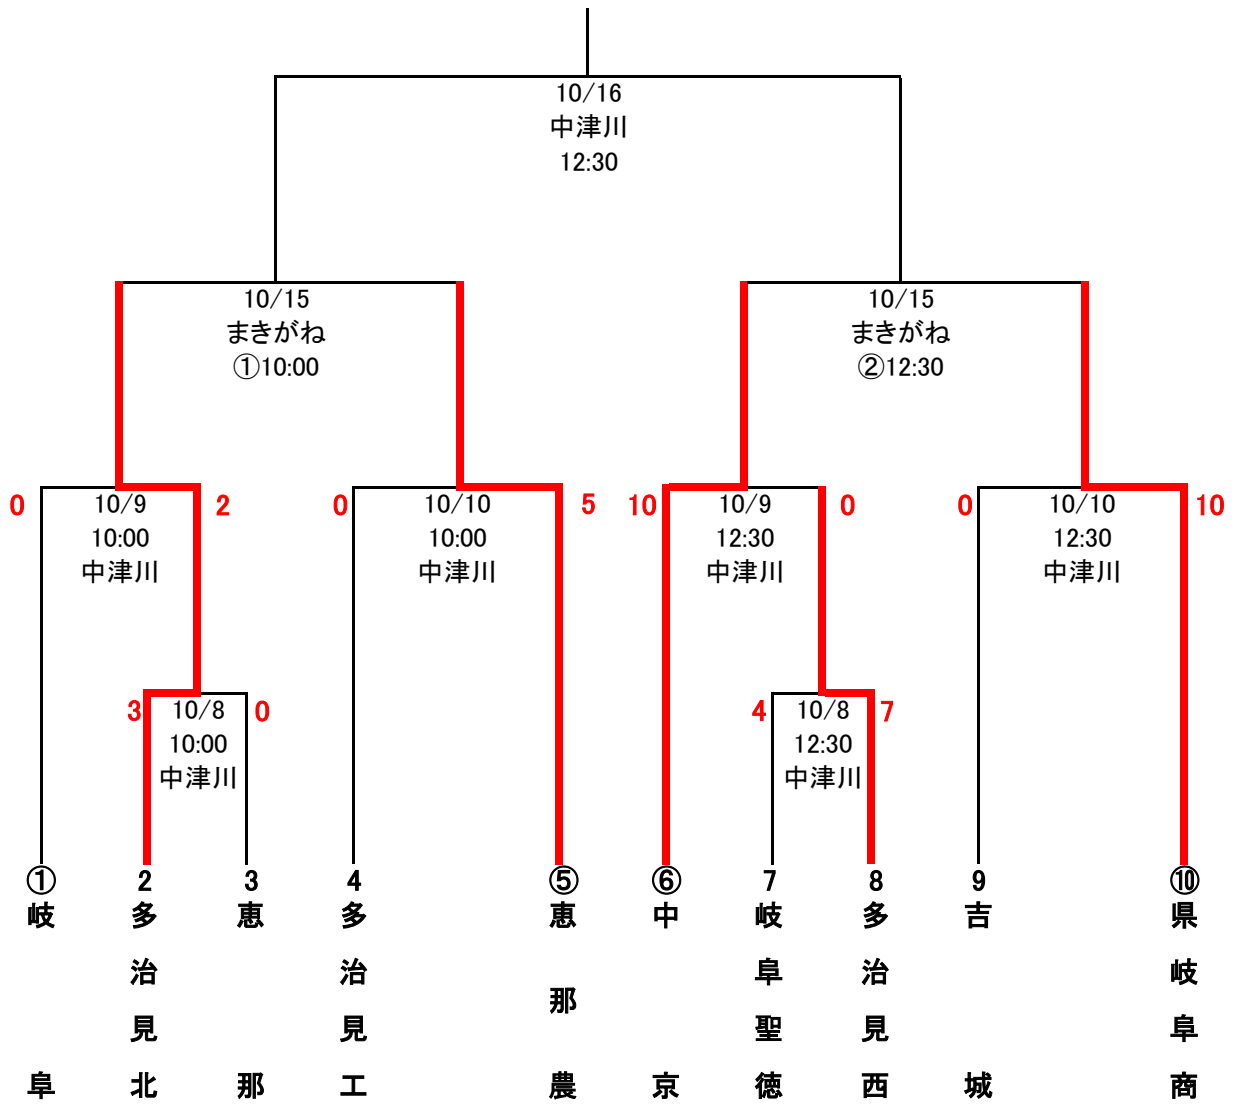 10/16
中津川
12:30
10/15
まきがね
①10:00
10/15
まきがね
②12:30
0
10/9
10:00
中津川
2
0
10/10
10:00
中津川
5
10
10/9
12:30
中津川
0
0
10/10
12:30
中津川
10
3
10/8
10:00
中津川
0
4
10/8
12:30
中津川
7
①
岐阜
2
多治見北
3
恵那
4
多治見工
⑤
恵那農
⑥
中京
7
岐阜聖徳
8
多治見西
9
吉城
⑩
県岐阜商